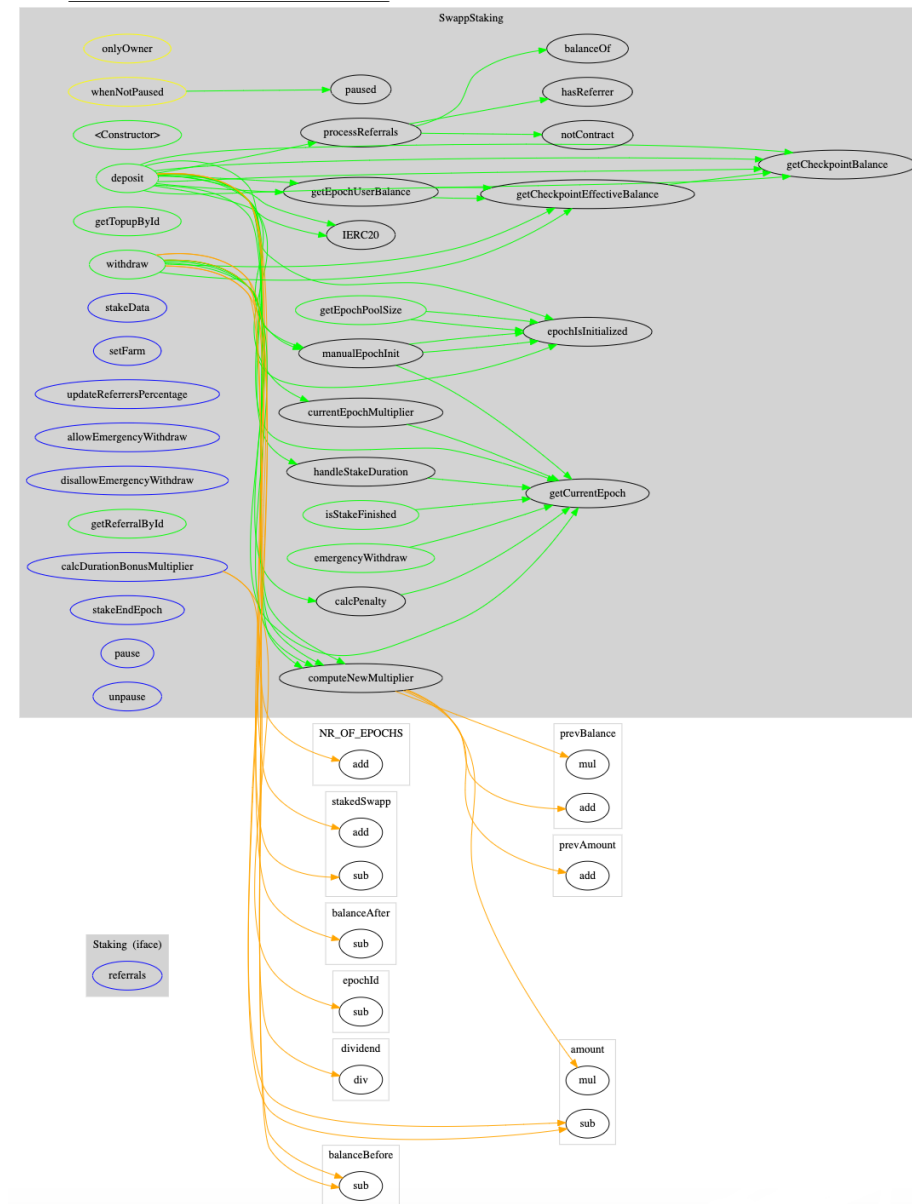 SwappStaking
onlyOwner
balanceOf
whenNotPaused
paused
hasReferrer
<Constructor>
processReferrals
notContract
getCheckpointBalance
deposit
getEpochUserBalance
getCheckpointEffectiveBalance
getTopupById
IERC20
withdraw
stakeData
getEpochPoolSize
epochIsInitialized
setFarm
manualEpochInit
updateReferrersPercentage
currentEpochMultiplier
allowEmergencyWithdraw
disallowEmergencyWithdraw
handleStakeDuration
getCurrentEpoch
getReferralById
isStakeFinished
calcDurationBonusMultiplier
emergencyWithdraw
stakeEndEpoch
calcPenalty
pause
unpause
computeNewMultiplier
NR_OF_EPOCHS
add
prevBalance
mul
add
stakedSwapp
add
sub
prevAmount
add
balanceAfter
sub
Staking (iface)
referrals
epochId
sub
dividend
div
amount
mul
sub
balanceBefore
sub